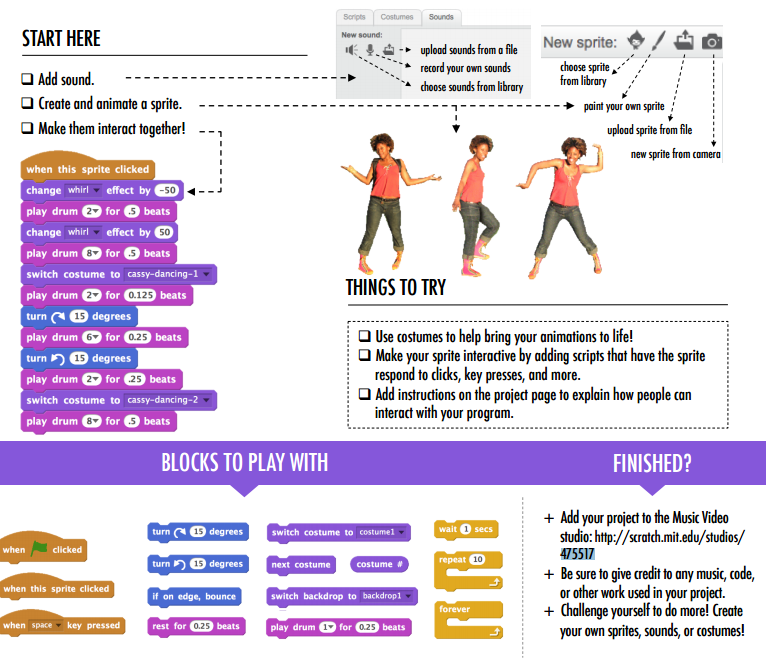 START HERE
❑ Add sound.
❑ Create and animate a sprite.
❑ Make them interact together!
Scripts Costumes Sounds
New sound:
upload sounds from a file
record your own sounds
choose sounds from library
New sprite:
choose sprite
from library
paint your own sprite
upload sprite from file
new sprite from camera
when this sprite clicked
change whirl effect by -50
play drum 2 for .5 beats
change whirl effect by 50
play drum 8 for .5 beats
switch costume to cassy-dancing-1
play drum 2 for 0.125 beats
turn 15 degrees
play drum 6 for 0.25 beats
turn 15 degrees
play drum 2 for .25 beats
switch costume to cassy-dancing-2
play drum 8 for .5 beats
THINGS TO TRY
❑ Use costumes to help bring your animations to life!
❑ Make your sprite interactive by adding scripts that have the sprite
respond to clicks, key presses, and more.
❑ Add instructions on the project page to explain how people can
interact with your program.
BLOCKS TO PLAY WITH
when clicked
when this sprite clicked
when space key pressed
turn 15 degrees
turn 15 degrees
if on edge, bounce
rest for 0.25 beats
switch costume to costume1
next costume costume #
switch backdrop to backdrop1
play drum 1 for 0.25 beats
wait 1 secs
repeat 10
forever
FINISHED?
+ Add your project to the Music Video
studio: http://scratch.mit.edu/studios/
475517
+ Be sure to give credit to any music, code,
or other work used in your project.
+ Challenge yourself to do more! Create
your own sprites, sounds, or costumes!